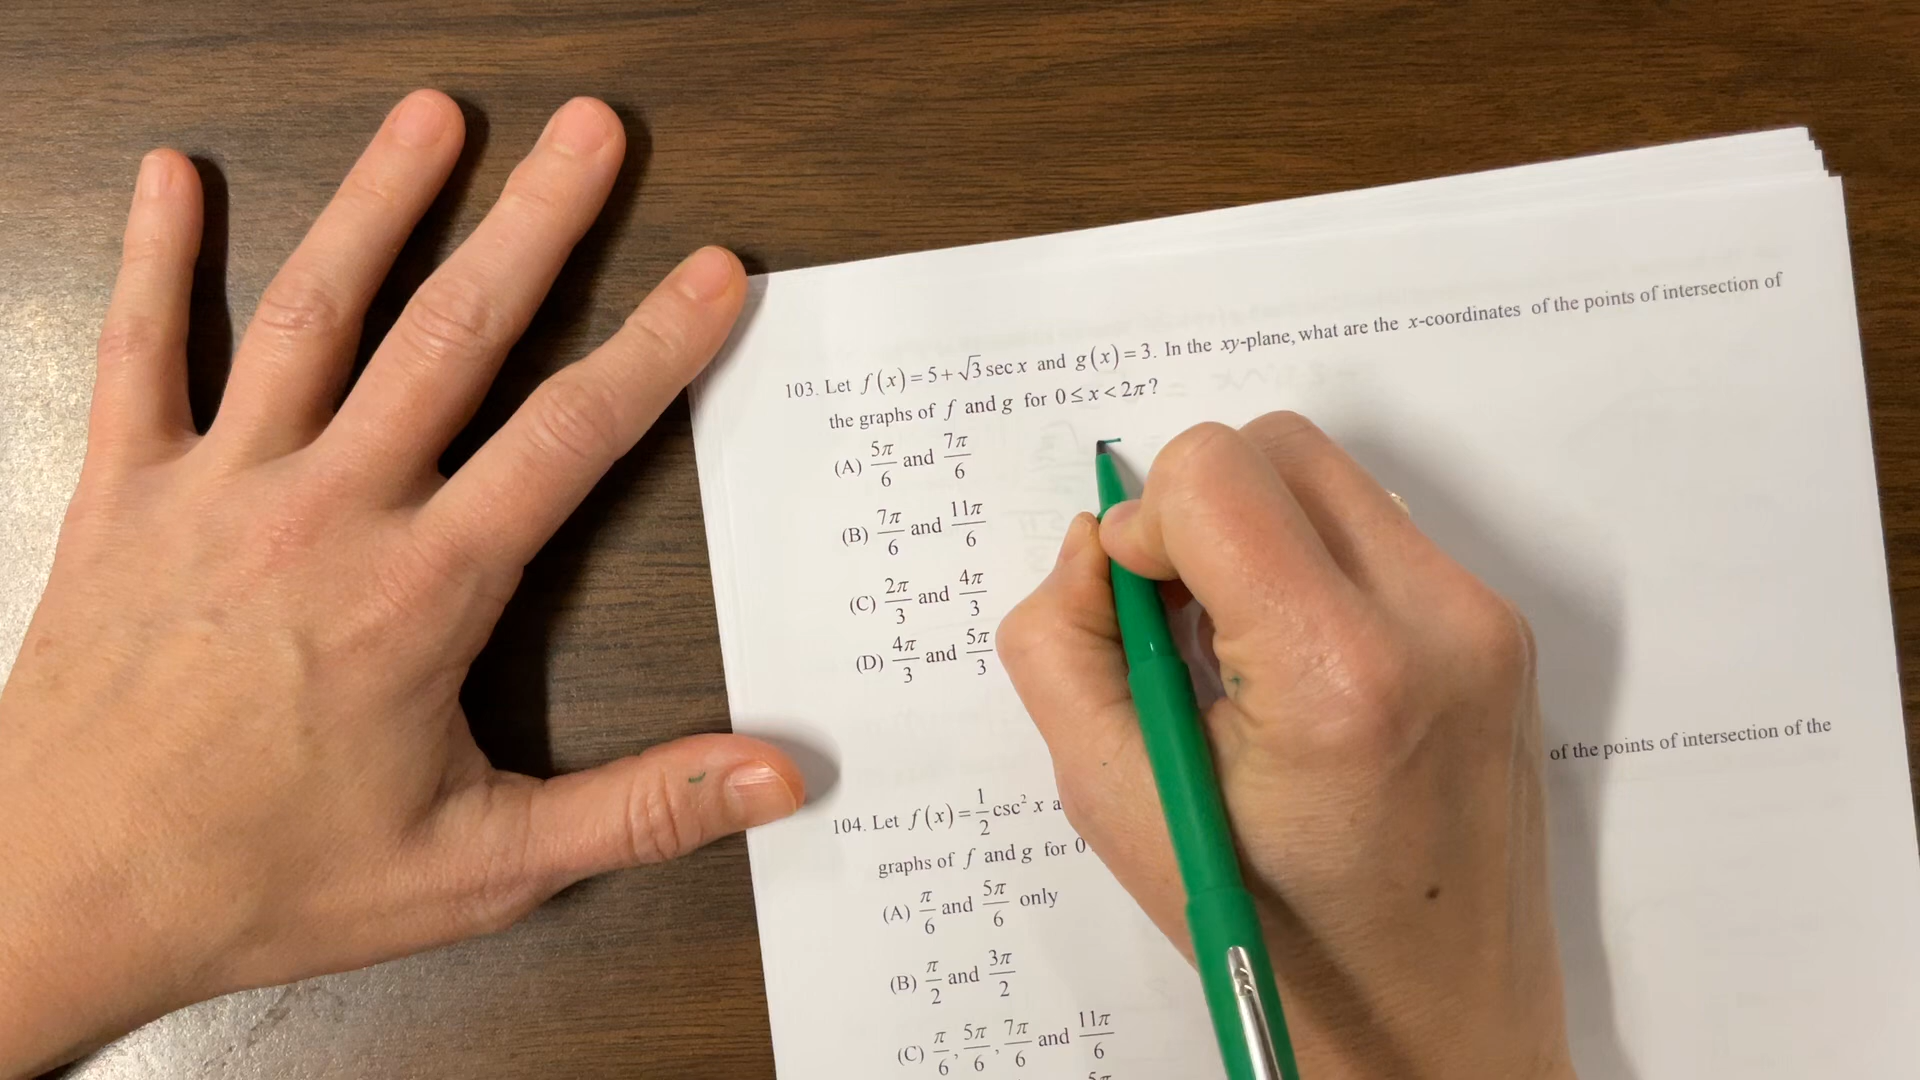 103. Let f(x) = 5 + √3 sec x and g(x) = 3. In the xy-plane, what are the x-coordinates of the points of intersection of
the graphs of f and g for 0 ≤ x < 2π?
(A) 5π/6 and 7π/6
(B) 7π/6 and 11π/6
(C) 2π/3 and 4π/3
(D) 4π/3 and 5π/3
104. Let f(x) = 1/2 csc² x a
of the points of intersection of the
graphs of f and g for 0
(A) π/6 and 5π/6 only
(B) π/2 and 3π/2
(C) π/6, 5π/6, 7π/6 and 11π/6
5π